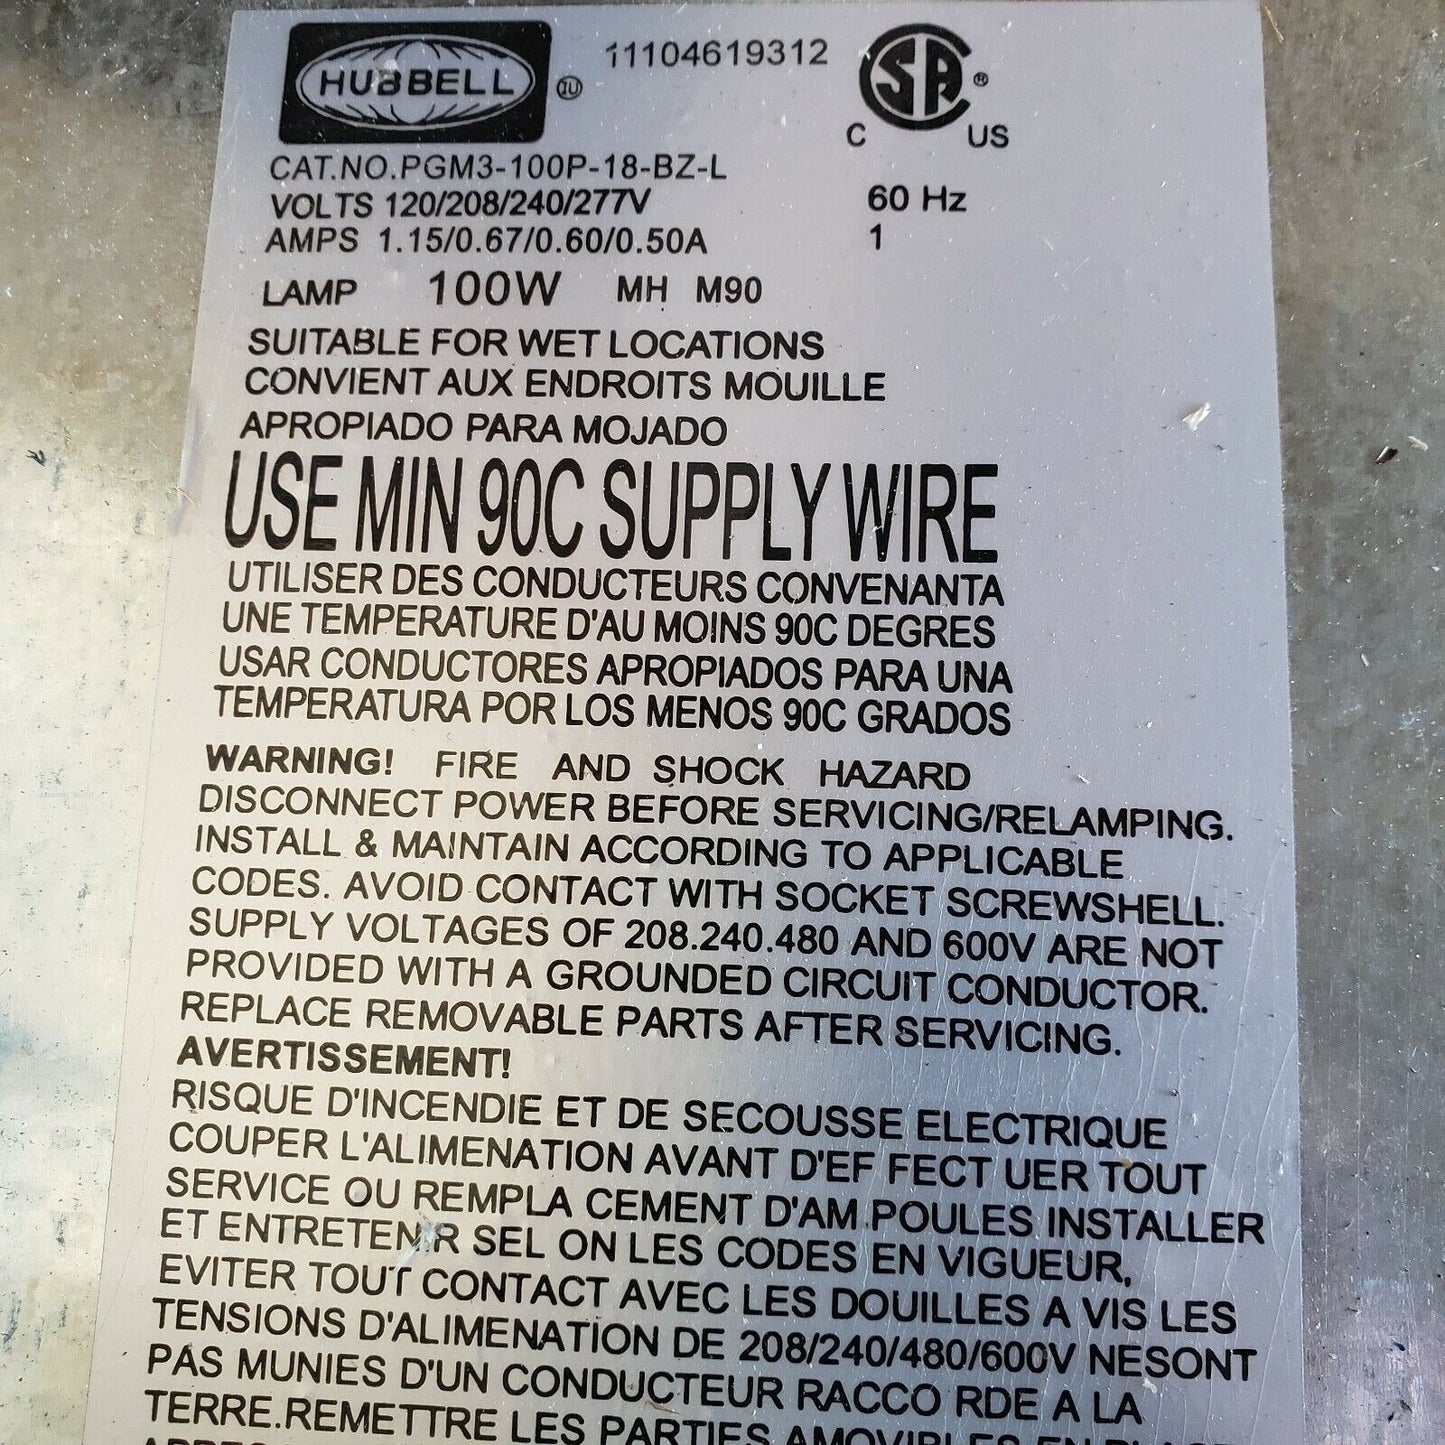 HUBBELL IU 11104619312 SA ®
C US
CAT.NO.PGM3-100P-18-BZ-L
VOLTS 120/208/240/277V 60 Hz
AMPS 1.15/0.67/0.60/0.50A 1
LAMP 100W MH M90
SUITABLE FOR WET LOCATIONS
CONVIENT AUX ENDROITS MOUILLE
APROPIADO PARA MOJADO
USE MIN 90C SUPPLY WIRE
UTILISER DES CONDUCTEURS CONVENANTA
UNE TEMPERATURE D'AU MOINS 90C DEGRES
USAR CONDUCTORES APROPIADOS PARA UNA
TEMPERATURA POR LOS MENOS 90C GRADOS
WARNING! FIRE AND SHOCK HAZARD
DISCONNECT POWER BEFORE SERVICING/RELAMPING.
INSTALL & MAINTAIN ACCORDING TO APPLICABLE
CODES. AVOID CONTACT WITH SOCKET SCREWSHELL.
SUPPLY VOLTAGES OF 208.240.480 AND 600V ARE NOT
PROVIDED WITH A GROUNDED CIRCUIT CONDUCTOR.
REPLACE REMOVABLE PARTS AFTER SERVICING.
AVERTISSEMENT!
RISQUE D'INCENDIE ET DE SECOUSSE ELECTRIQUE
COUPER L'ALIMENATION AVANT D'EF FECT UER TOUT
SERVICE OU REMPLA CEMENT D'AM.POULES INSTALLER
ET ENTRETENIR SEL ON LES CODES EN VIGUEUR,
EVITER TOUT CONTACT AVEC LES DOUILLES A VIS LES
TENSIONS D'ALIMENATION DE 208/240/480/600V NESONT
PAS MUNIES D'UN CONDUCTEUR RACCO RDE A LA
TERRE.REMETTRE LES PARTIES AMOVIBLES EN